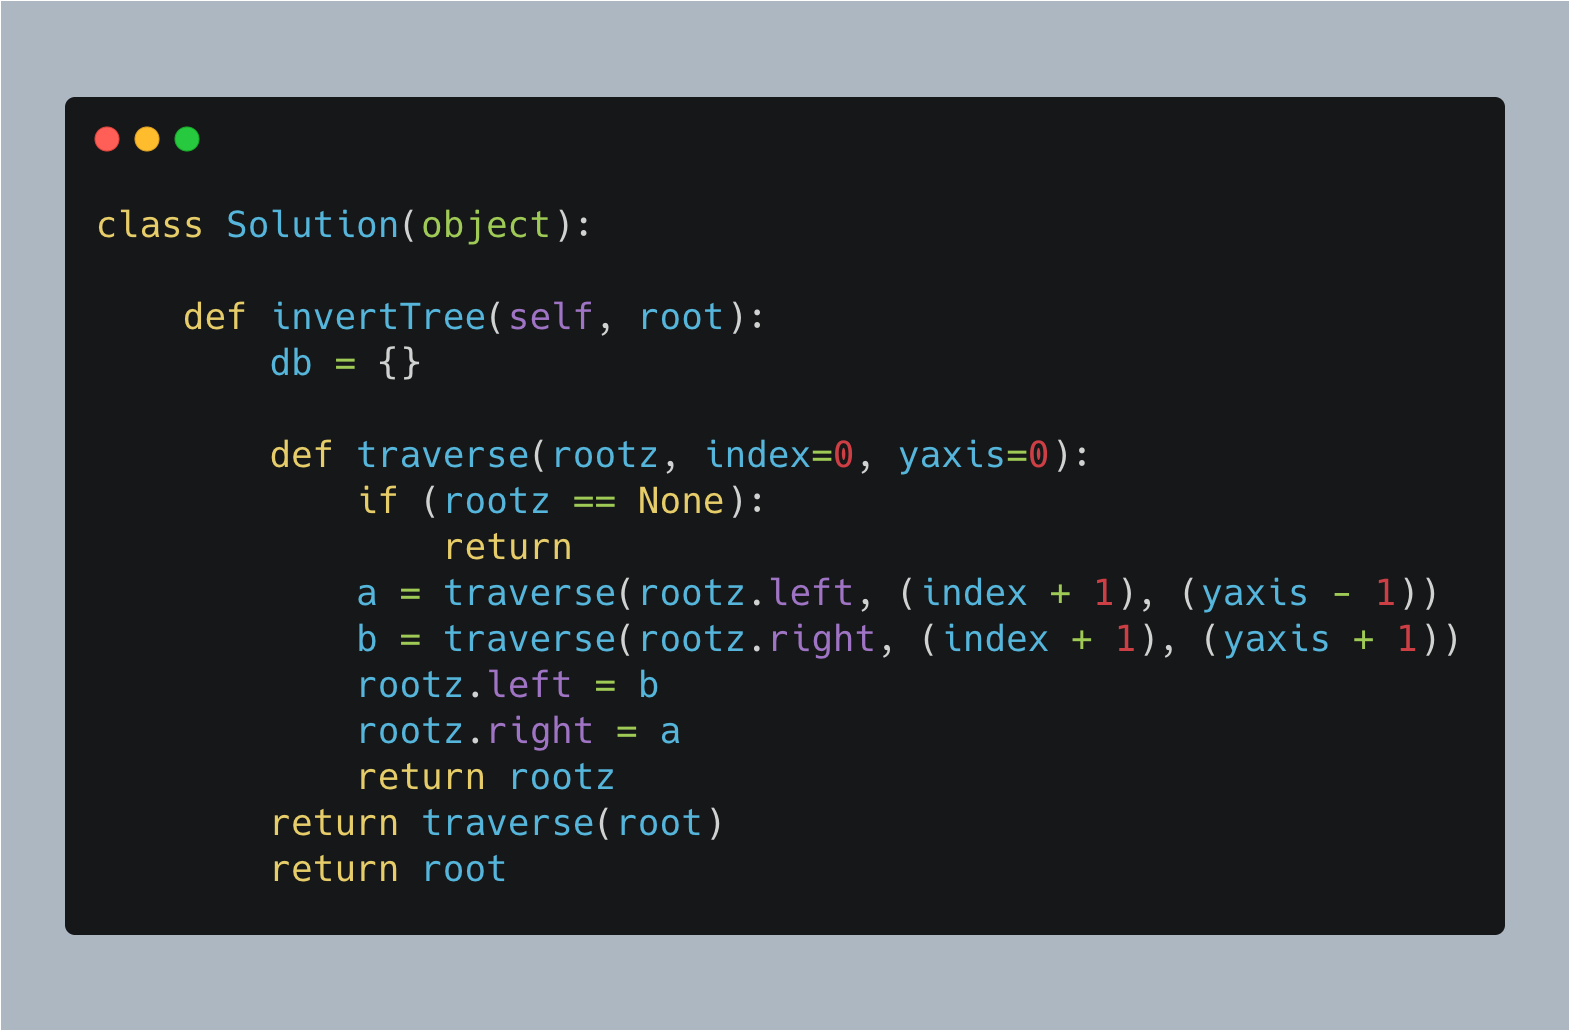 class Solution(object):

    def invertTree(self, root):
        db = {}

        def traverse(rootz, index=0, yaxis=0):
            if (rootz == None):
                return
            a = traverse(rootz.left, (index + 1), (yaxis - 1))
            b = traverse(rootz.right, (index + 1), (yaxis + 1))
            rootz.left = b
            rootz.right = a
            return rootz
        return traverse(root)
        return root